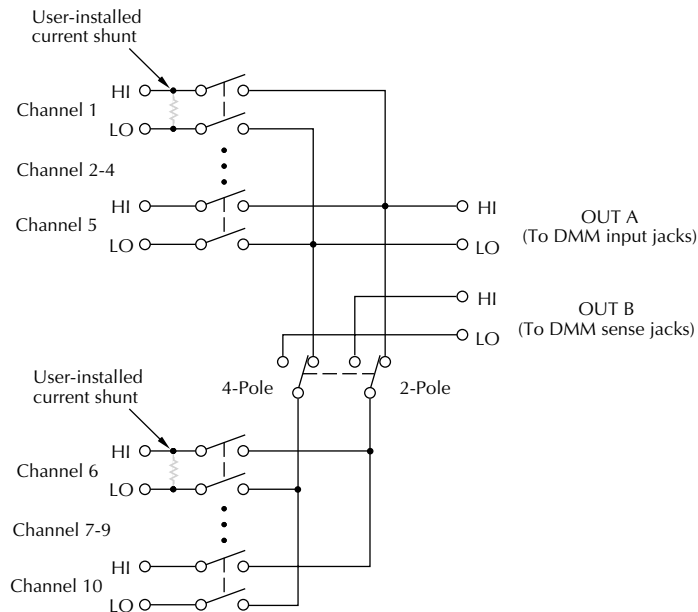 User-installed
current shunt
HI
Channel 1
LO
Channel 2-4
HI
Channel 5
LO
HI
OUT A
(To DMM input jacks)
LO
HI
OUT B
(To DMM sense jacks)
LO
4-Pole
2-Pole
User-installed
current shunt
HI
Channel 6
LO
Channel 7-9
HI
Channel 10
LO